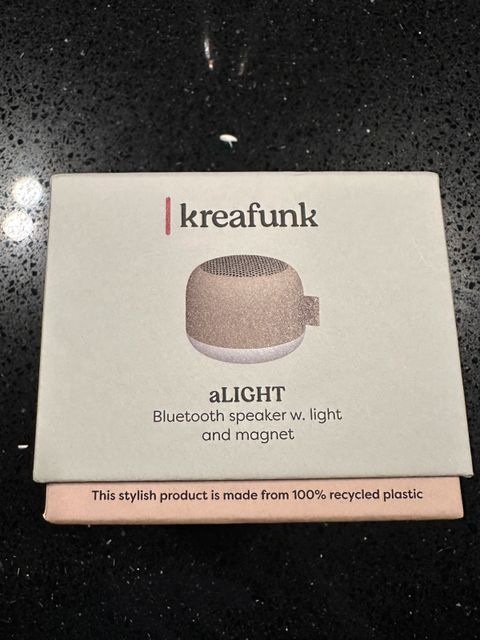 kreafunk
aLIGHT
Bluetooth speaker w. light
and magnet
This stylish product is made from 100% recycled plastic